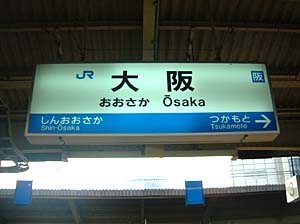 JR 大阪 阪
おおさか Ōsaka
しんおおさか つかもと →
Shin-Ōsaka Tsukamoto